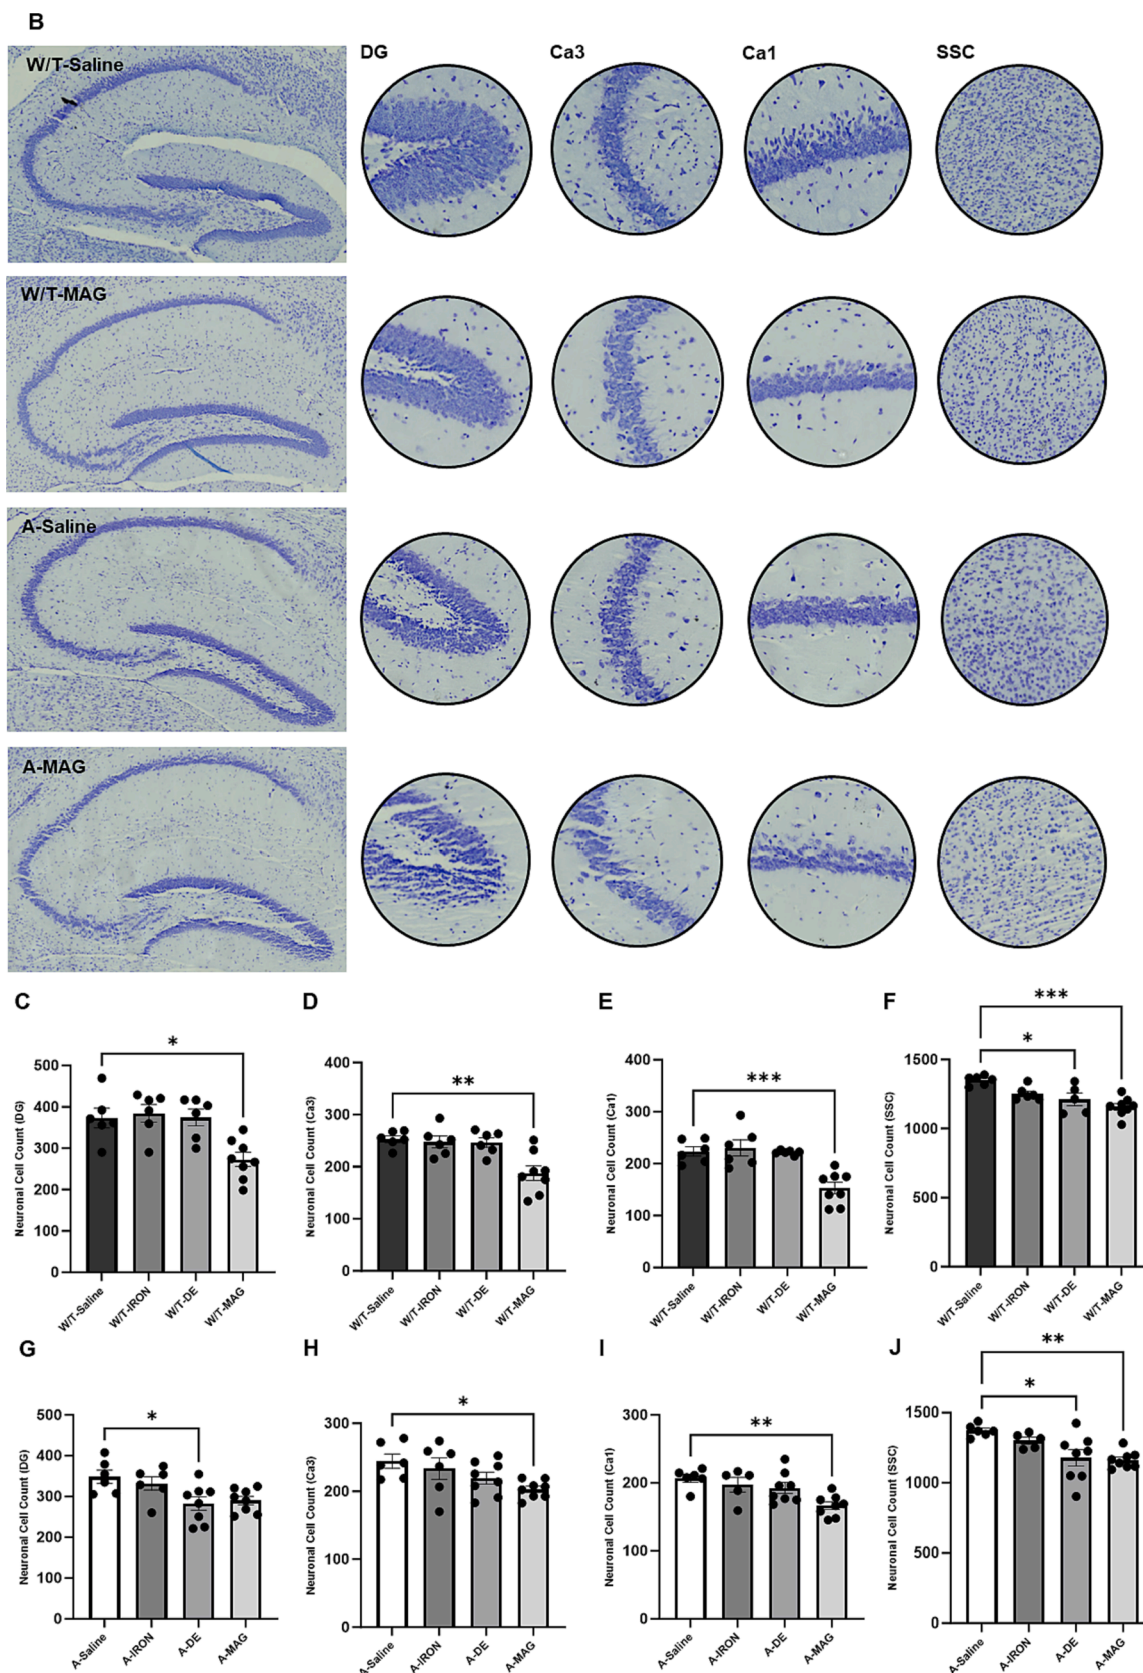 B
DG
Ca3
Ca1
SSC
W/T-Saline
W/T-MAG
A-Saline
A-MAG
C
*
Neuronal Cell Count (DG)
500
400
300
200
100
0
W/T-Saline
W/T-IRON
W/T-DE
W/T-MAG
D
**
Neuronal Cell Count (Ca3)
400
300
200
100
0
W/T-Saline
W/T-IRON
W/T-DE
W/T-MAG
E
***
Neuronal Cell Count (Ca1)
400
300
200
100
0
W/T-Saline
W/T-IRON
W/T-DE
W/T-MAG
F
***
*
Neuronal Cell Count (SSC)
1500
1000
500
0
W/T-Saline
W/T-IRON
W/T-DE
W/T-MAG
G
*
Neuronal Cell Count (DG)
500
400
300
200
100
0
A-Saline
A-IRON
A-DE
A-MAG
H
*
Neuronal Cell Count (Ca3)
300
200
100
0
A-Saline
A-IRON
A-DE
A-MAG
I
**
Neuronal Cell Count (Ca1)
300
200
100
0
A-Saline
A-IRON
A-DE
A-MAG
J
**
*
Neuronal Cell Count (SSC)
1500
1000
500
0
A-Saline
A-IRON
A-DE
A-MAG